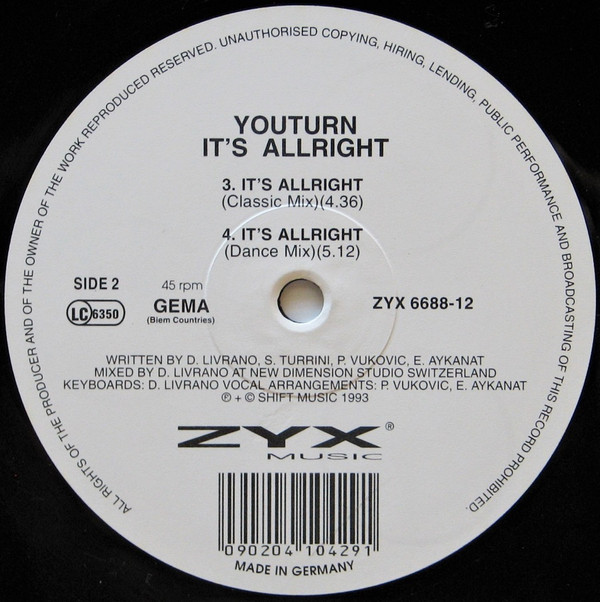 ALL RIGHTS OF THE PRODUCER AND OF THE OWNER OF THE WORK REPRODUCED RESERVED. UNAUTHORISED COPYING, HIRING, LENDING, PUBLIC PERFORMANCE AND BROADCASTING OF THIS RECORD PROHIBITED.
YOUTURN
IT'S ALLRIGHT
3. IT'S ALLRIGHT
(Classic Mix)(4.36)
4. IT'S ALLRIGHT
(Dance Mix)(5.12)
SIDE 2
LC 6350
45 rpm
GEMA
(Biem Countries)
ZYX 6688-12
WRITTEN BY D. LIVRANO, S. TURRINI, P. VUKOVIC, E. AYKANAT
MIXED BY D. LIVRANO AT NEW DIMENSION STUDIO SWITZERLAND
KEYBOARDS: D. LIVRANO VOCAL ARRANGEMENTS: P. VUKOVIC, E. AYKANAT
℗ + © SHIFT MUSIC 1993
ZYX®
MUSIC
090204 104291
MADE IN GERMANY